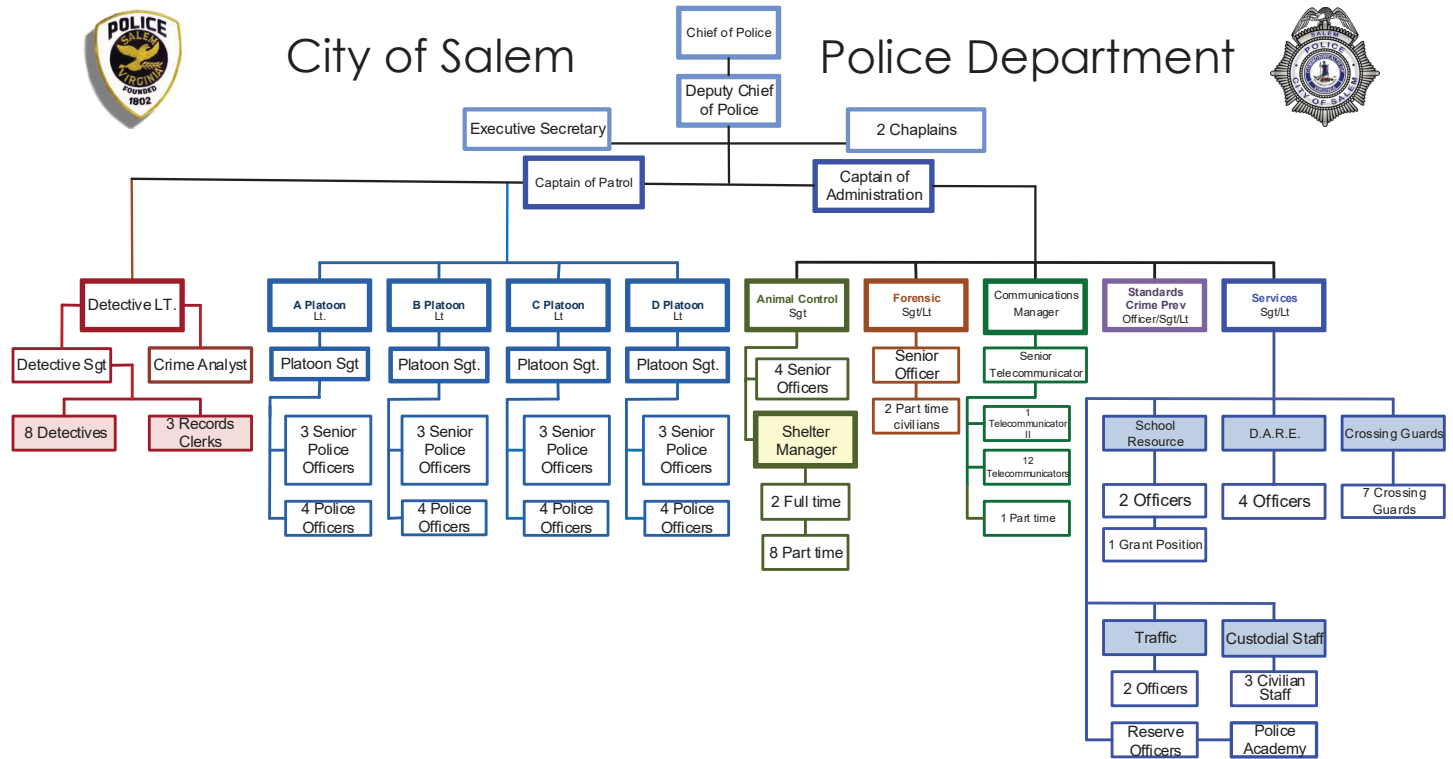 POLICE
SALEM
VIRGINIA
FOUNDED
1802
City of Salem
Police Department
SALEM
POLICE
CITY OF SALEM
Chief of Police
Deputy Chief
of Police
Executive Secretary
2 Chaplains
Captain of Patrol
Captain of
Administration
Detective LT.
Detective Sgt
Crime Analyst
8 Detectives
3 Records
Clerks
A Platoon
Lt.
Platoon Sgt
3 Senior
Police
Officers
4 Police
Officers
B Platoon
Lt
Platoon Sgt.
3 Senior
Police
Officers
4 Police
Officers
C Platoon
Lt
Platoon Sgt.
3 Senior
Police
Officers
4 Police
Officers
D Platoon
Lt
Platoon Sgt.
3 Senior
Police
Officers
4 Police
Officers
Animal Control
Sgt
4 Senior
Officers
Shelter
Manager
2 Full time
8 Part time
Forensic
Sgt/Lt
Senior
Officer
2 Part time
civilians
Communications
Manager
Senior
Telecommunicator
1
Telecommunicator
II
12
Telecommunicators
1 Part time
Standards
Crime Prev
Officer/Sgt/Lt
Services
Sgt/Lt
School
Resource
2 Officers
1 Grant Position
D.A.R.E.
4 Officers
Crossing Guards
7 Crossing
Guards
Traffic
2 Officers
Custodial Staff
3 Civilian
Staff
Reserve
Officers
Police
Academy